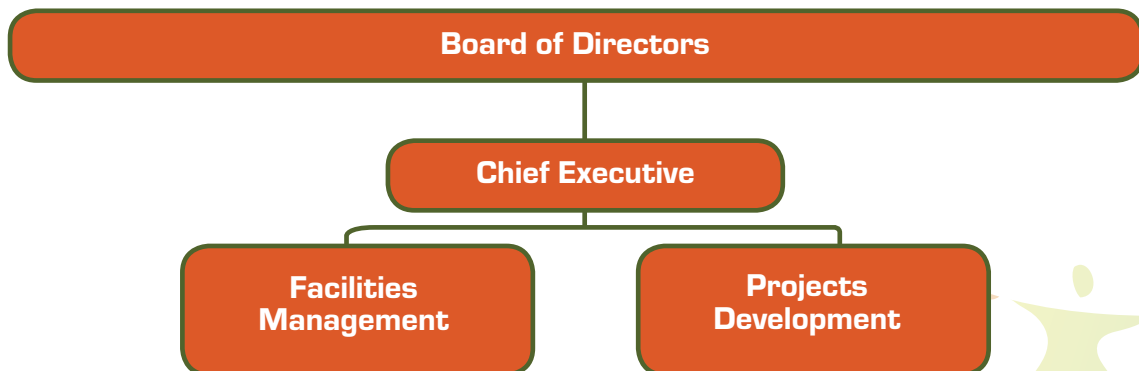 Board of Directors
Chief Executive
Facilities
Management
Projects
Development